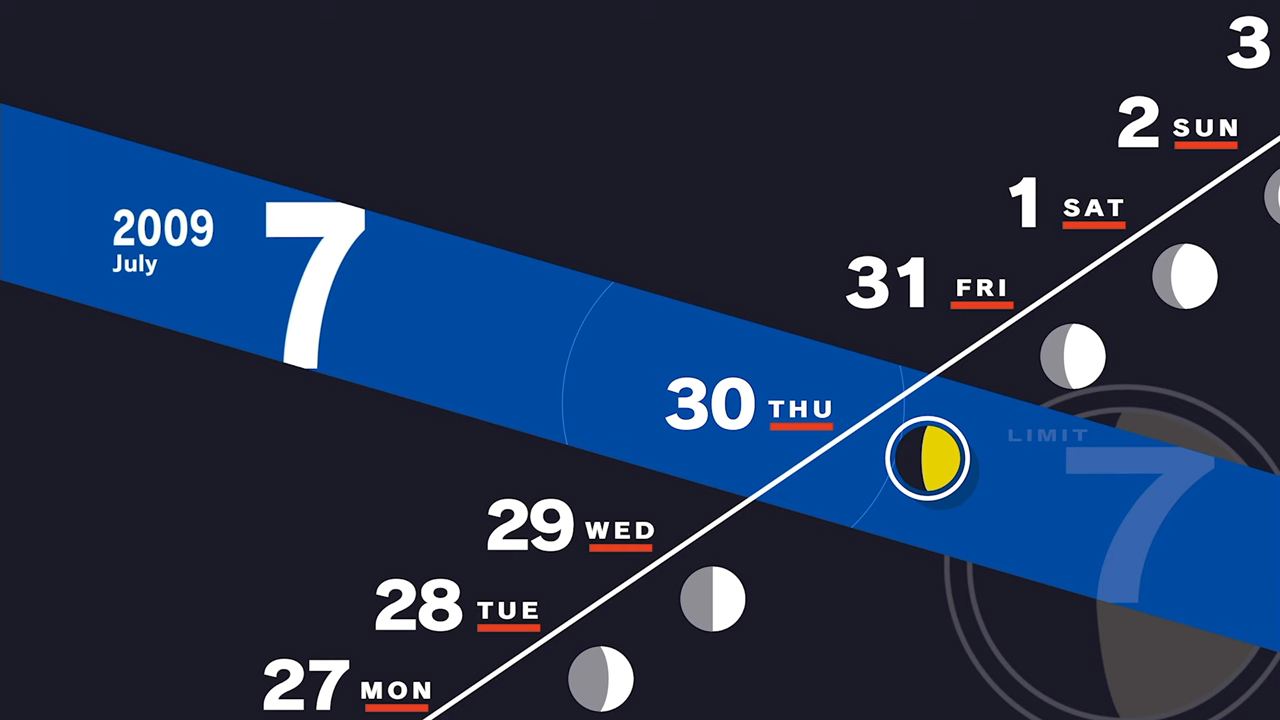 3
2 SUN
1 SAT
2009
July
7
31 FRI
30 THU
LIMIT
7
29 WED
28 TUE
27 MON